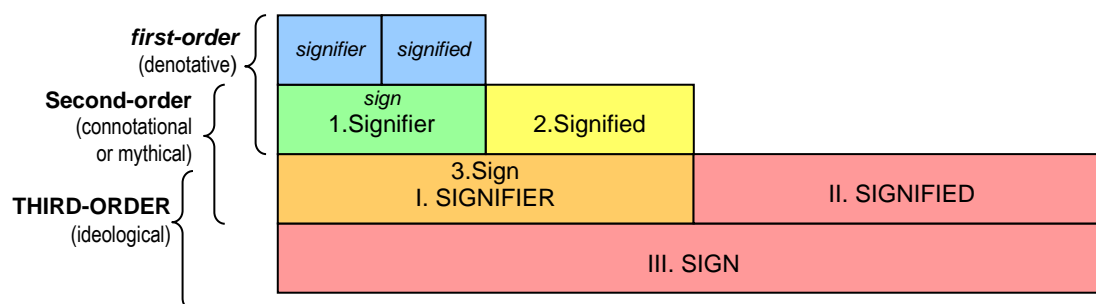 first-order
(denotative)
signifier
signified
Second-order
(connotational
or mythical)
sign
1.Signifier
2.Signified
THIRD-ORDER
(ideological)
3.Sign
I. SIGNIFIER
II. SIGNIFIED
III. SIGN